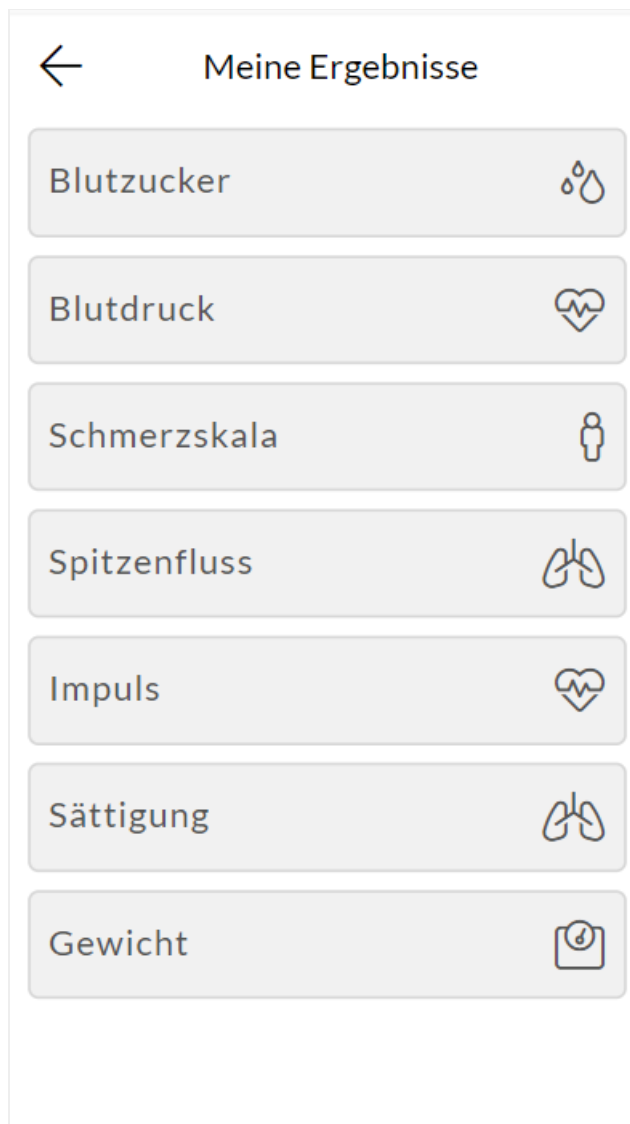 Meine Ergebnisse
Blutzucker
Blutdruck
Schmerzskala
Spitzenfluss
Impuls
Sättigung
Gewicht